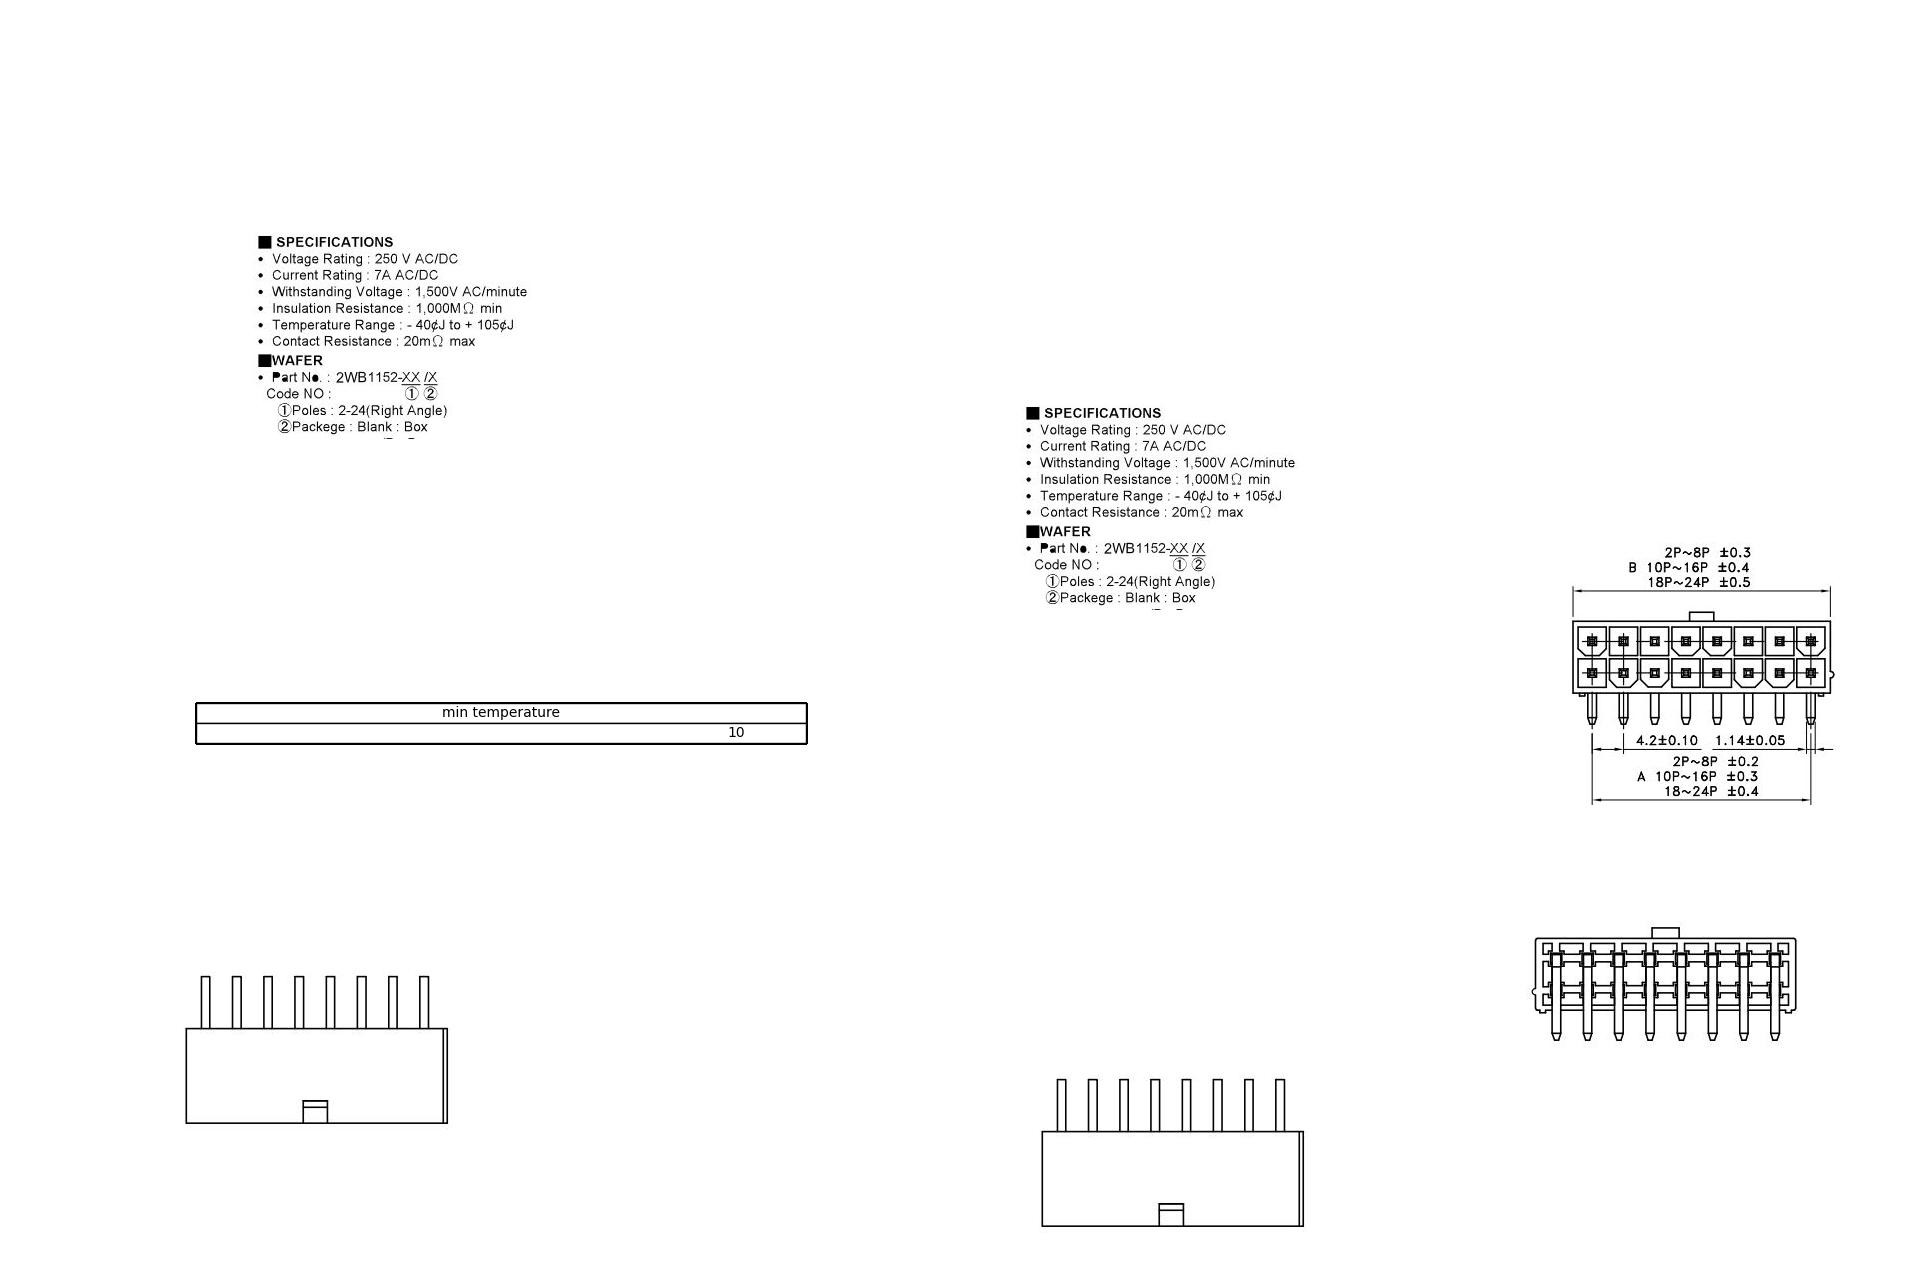 ■ SPECIFICATIONS
• Voltage Rating : 250 V AC/DC
• Current Rating : 7A AC/DC
• Withstanding Voltage : 1,500V AC/minute
• Insulation Resistance : 1,000MΩ min
• Temperature Range : - 40¢J to + 105¢J
• Contact Resistance : 20mΩ max
■WAFER
• Part No. : 2WB1152-XX /X
Code NO : ① ②
①Poles : 2-24(Right Angle)
②Packege : Blank : Box
min temperature
10
■ SPECIFICATIONS
• Voltage Rating : 250 V AC/DC
• Current Rating : 7A AC/DC
• Withstanding Voltage : 1,500V AC/minute
• Insulation Resistance : 1,000MΩ min
• Temperature Range : - 40¢J to + 105¢J
• Contact Resistance : 20mΩ max
■WAFER
• Part No. : 2WB1152-XX /X
Code NO : ① ②
①Poles : 2-24(Right Angle)
②Packege : Blank : Box
2P~8P ±0.3
B 10P~16P ±0.4
18P~24P ±0.5
4.2±0.10 1.14±0.05
2P~8P ±0.2
A 10P~16P ±0.3
18~24P ±0.4